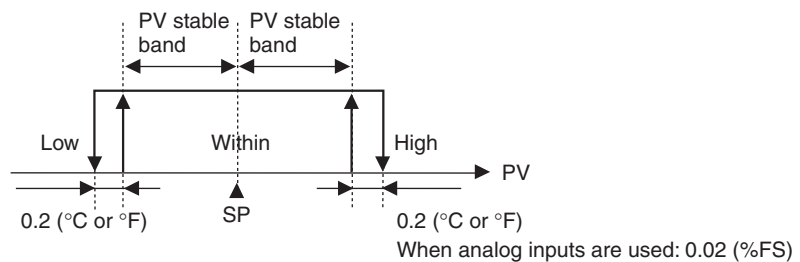 PV stable
band
PV stable
band
Low
Within
High
PV
0.2 (°C or °F)
SP
0.2 (°C or °F)
When analog inputs are used: 0.02 (%FS)